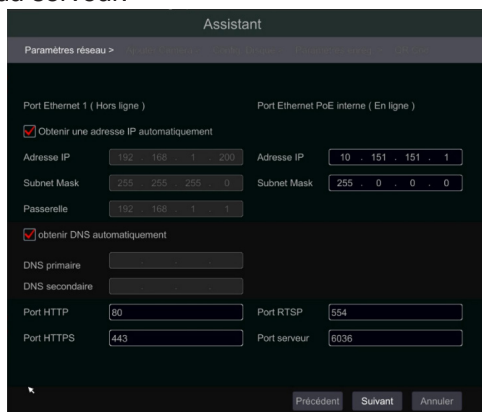 Assistant
Paramètres réseau >
Port Ethernet 1 ( Hors ligne ) Port Ethernet PoE interne ( En ligne )
Obtenir une adresse IP automatiquement
Adresse IP 192 . 168 . 1 . 200 Adresse IP 10 . 151 . 151 . 1
Subnet Mask 255 . 255 . 255 . 0 Subnet Mask 255 . 0 . 0 . 0
Passerelle 192 . 168 . 1 . 1
obtenir DNS automatiquement
DNS primaire
DNS secondaire
Port HTTP 80 Port RTSP 554
Port HTTPS 443 Port serveur 6036
Précédent Suivant Annuler